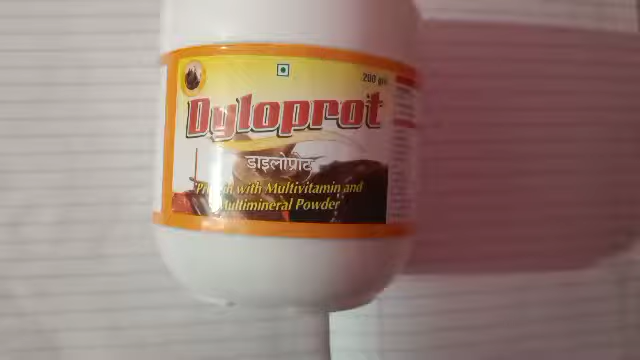 200 gm
Dyloprot
डाइलोप्रोट
with Multivitamin and
Multimineral Powder